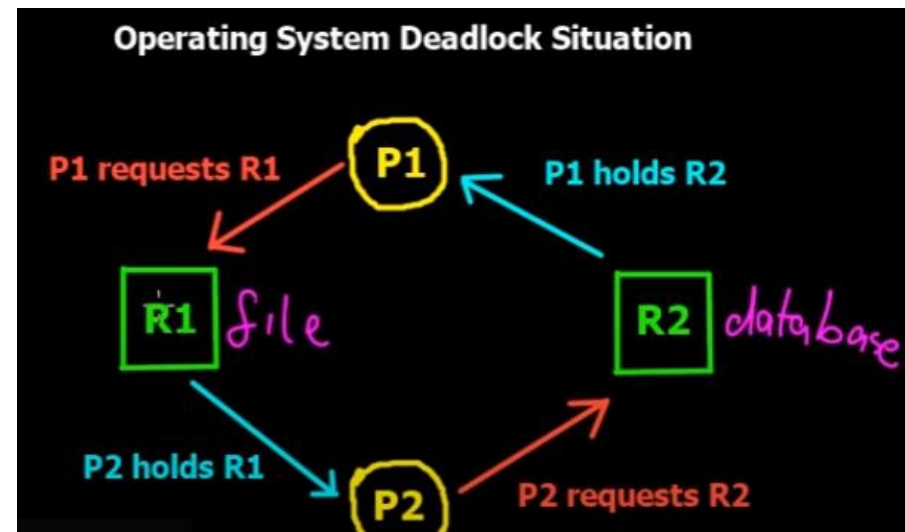 Operating System Deadlock Situation
P1
P1 requests R1
P1 holds R2
R1 file
R2 database
P2 holds R1
P2
P2 requests R2